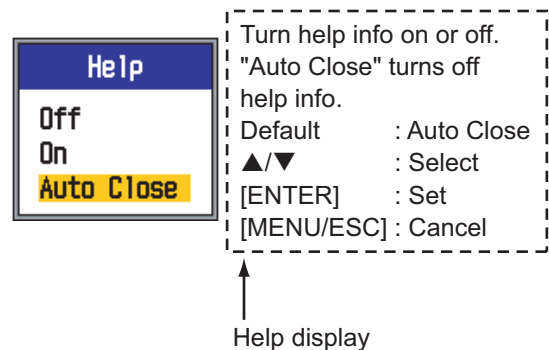 Help
Off
On
Auto Close
Turn help info on or off.
"Auto Close" turns off
help info.
Default : Auto Close
▲/▼ : Select
[ENTER] : Set
[MENU/ESC] : Cancel
Help display